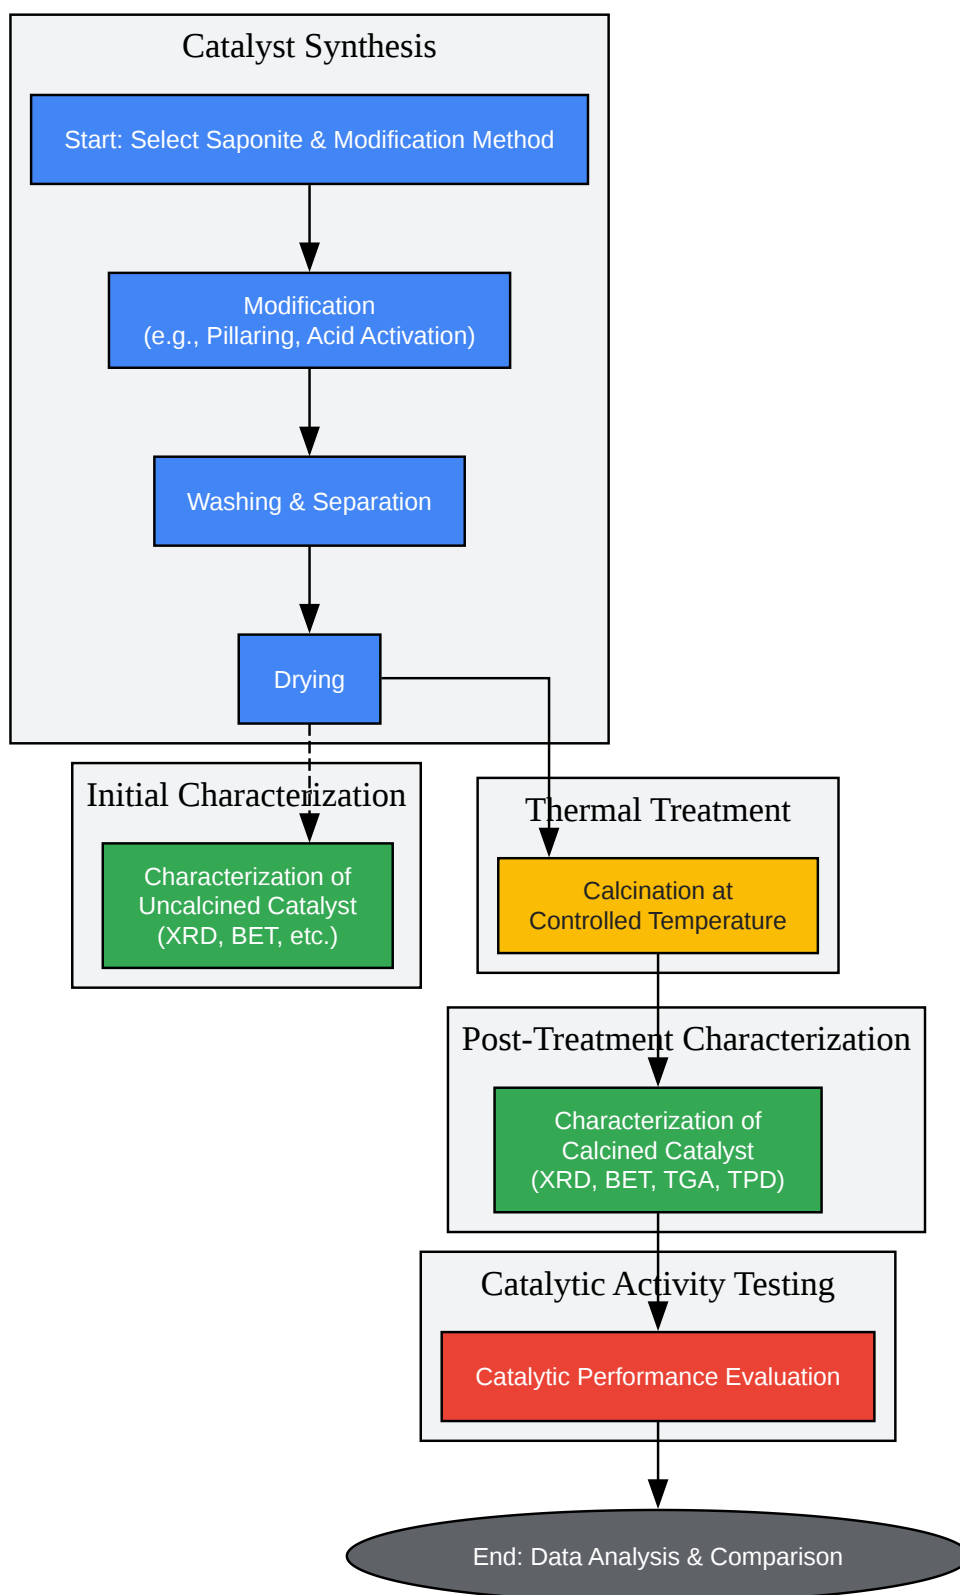 Catalyst Synthesis
Start: Select Saponite & Modification Method
Modification
(e.g., Pillaring, Acid Activation)
Washing & Separation
Drying
Initial Characterization
Characterization of
Uncalcined Catalyst
(XRD, BET, etc.)
Thermal Treatment
Calcination at
Controlled Temperature
Post-Treatment Characterization
Characterization of
Calcined Catalyst
(XRD, BET, TGA, TPD)
Catalytic Activity Testing
Catalytic Performance Evaluation
End: Data Analysis & Comparison